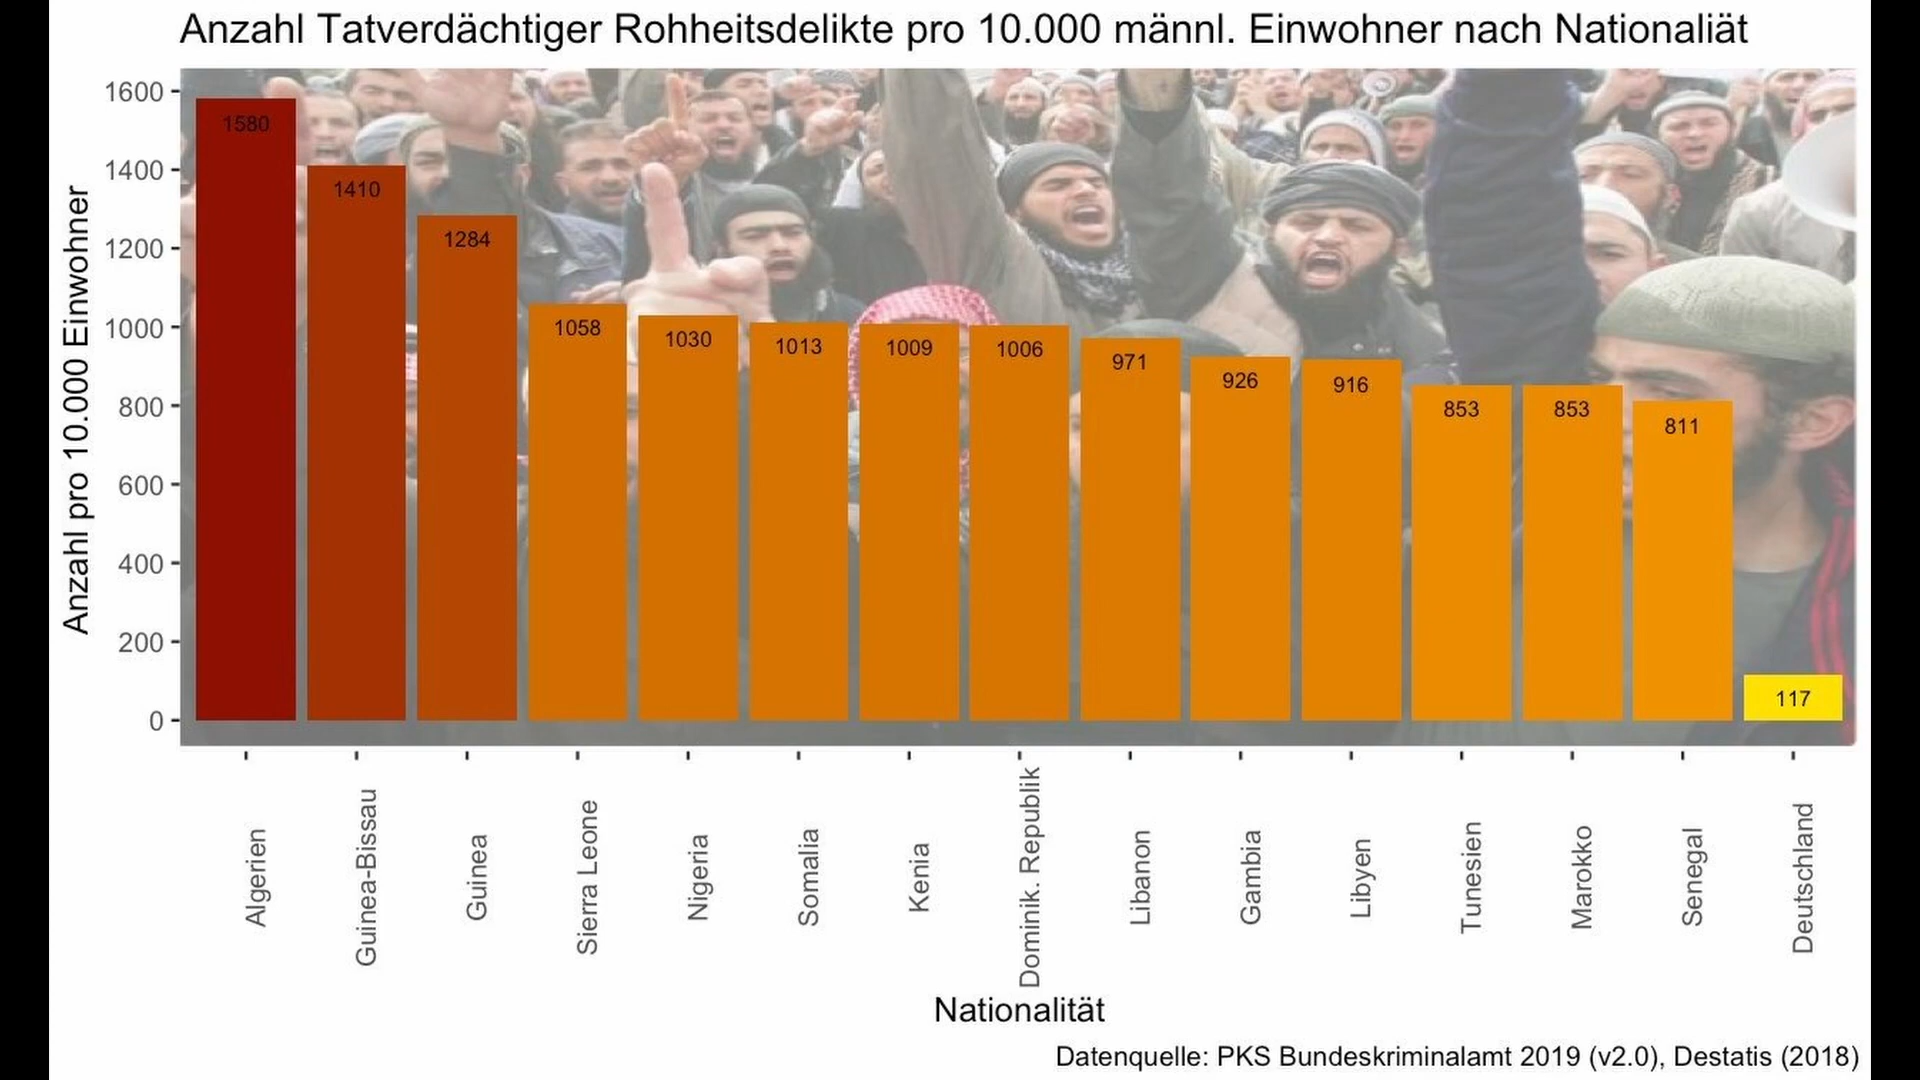 Anzahl Tatverdächtiger Rohheitsdelikte pro 10.000 männl. Einwohner nach Nationaliät
Anzahl pro 10.000 Einwohner
1600
1400
1200
1000
800
600
400
200
0
1580
1410
1284
1058
1030
1013
1009
1006
971
926
916
853
853
811
117
Algerien
Guinea-Bissau
Guinea
Sierra Leone
Nigeria
Somalia
Kenia
Dominik. Republik
Libanon
Gambia
Libyen
Tunesien
Marokko
Senegal
Deutschland
Nationalität
Datenquelle: PKS Bundeskriminalamt 2019 (v2.0), Destatis (2018)